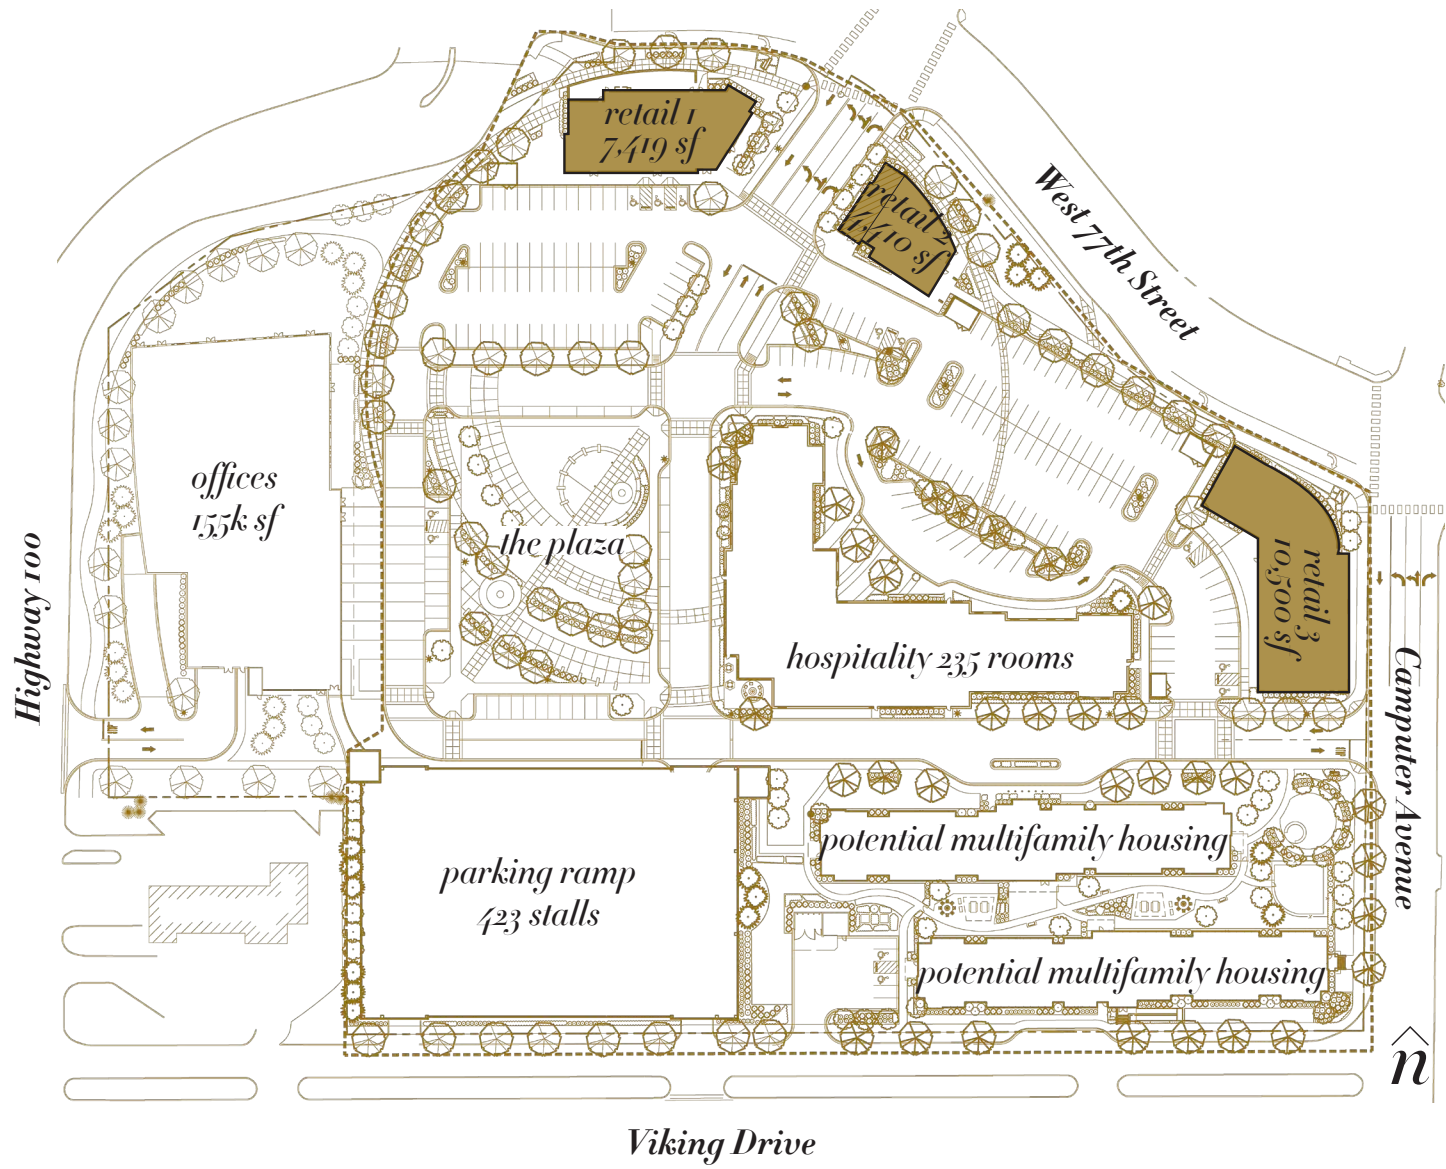 retail 1
7,419 sf
retail 2
4,410 sf
West 77th Street
offices
155k sf
the plaza
Highway 100
retail 3
10,500 sf
hospitality 235 rooms
Computer Avenue
potential multifamily housing
parking ramp
423 stalls
potential multifamily housing
n
Viking Drive